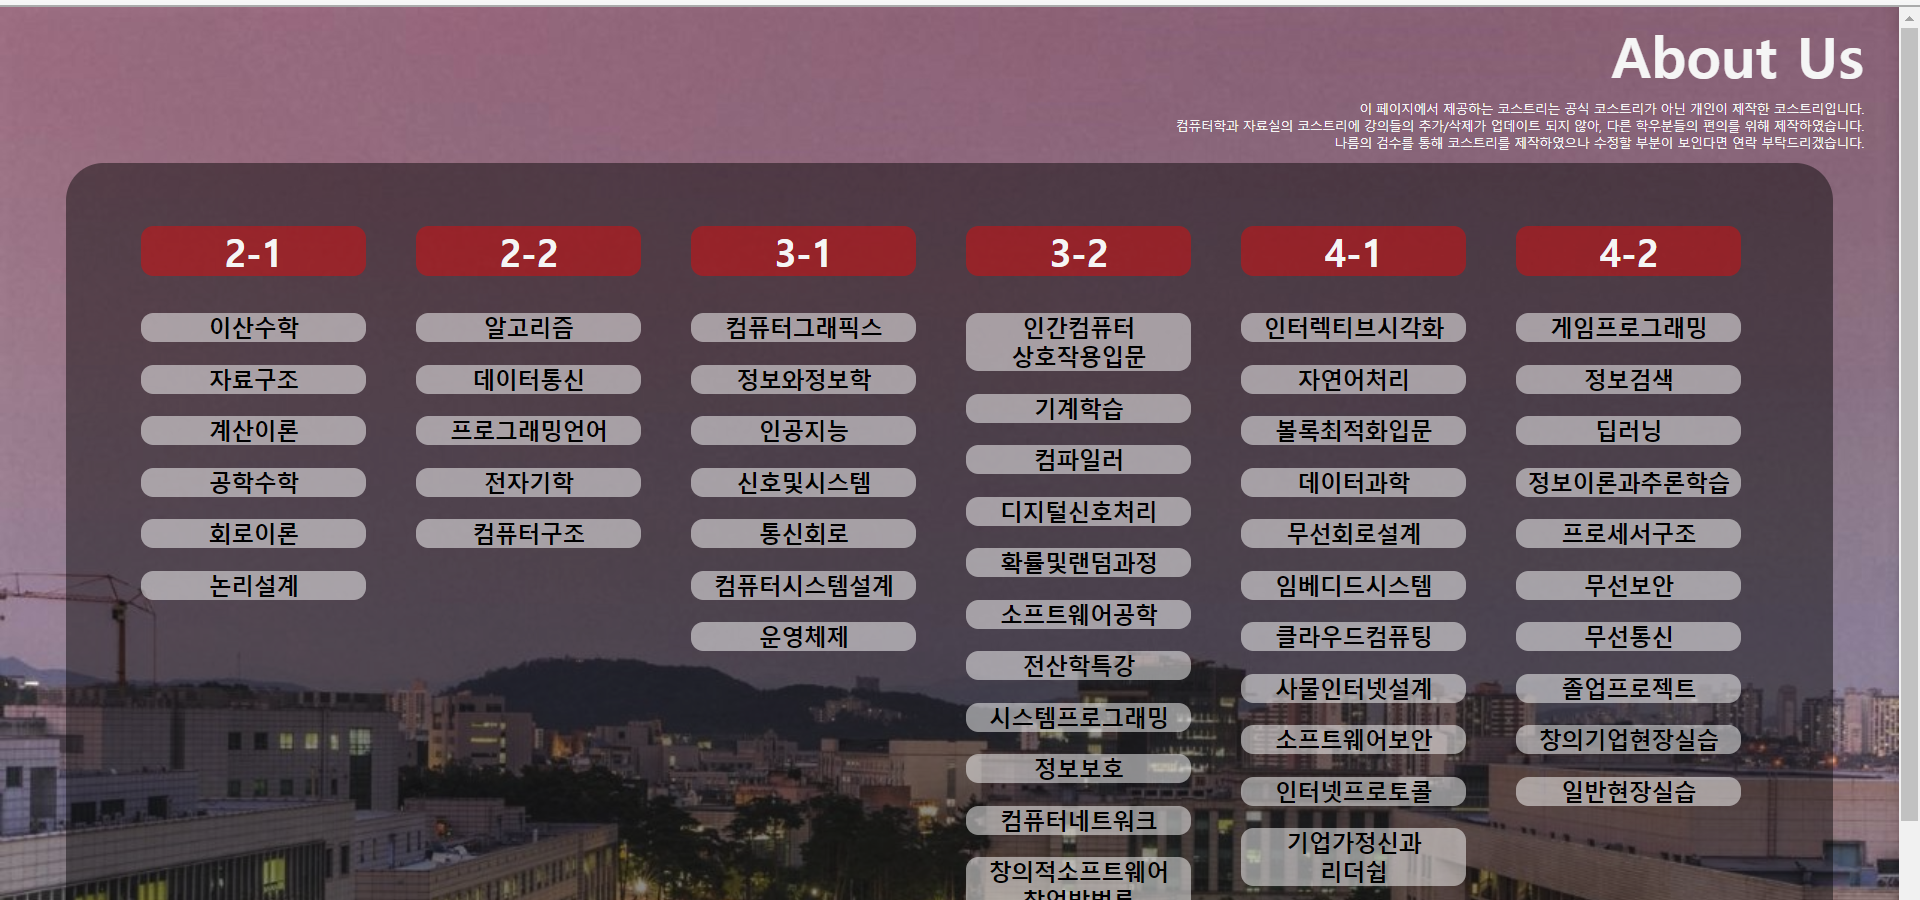 About Us
이 페이지에서 제공하는 코스트리는 공식 코스트리가 아닌 개인이 제작한 코스트리입니다.
컴퓨터학과 자료실의 코스트리에 강의들의 추가/삭제가 업데이트 되지 않아, 다른 학우분들의 편의를 위해 제작하였습니다.
나름의 검수를 통해 코스트리를 제작하였으나 수정할 부분이 보인다면 연락 부탁드리겠습니다.
2-1
이산수학
자료구조
계산이론
공학수학
회로이론
논리설계
2-2
알고리즘
데이터통신
프로그래밍언어
전자기학
컴퓨터구조
3-1
컴퓨터그래픽스
정보와정보학
인공지능
신호및시스템
통신회로
컴퓨터시스템설계
운영체제
3-2
인간컴퓨터
상호작용입문
기계학습
컴파일러
디지털신호처리
확률및랜덤과정
소프트웨어공학
전산학특강
시스템프로그래밍
정보보호
컴퓨터네트워크
창의적소프트웨어
4-1
인터렉티브시각화
자연어처리
볼록최적화입문
데이터과학
무선회로설계
임베디드시스템
클라우드컴퓨팅
사물인터넷설계
소프트웨어보안
인터넷프로토콜
기업가정신과
리더쉽
4-2
게임프로그래밍
정보검색
딥러닝
정보이론과추론학습
프로세서구조
무선보안
무선통신
졸업프로젝트
창의기업현장실습
일반현장실습